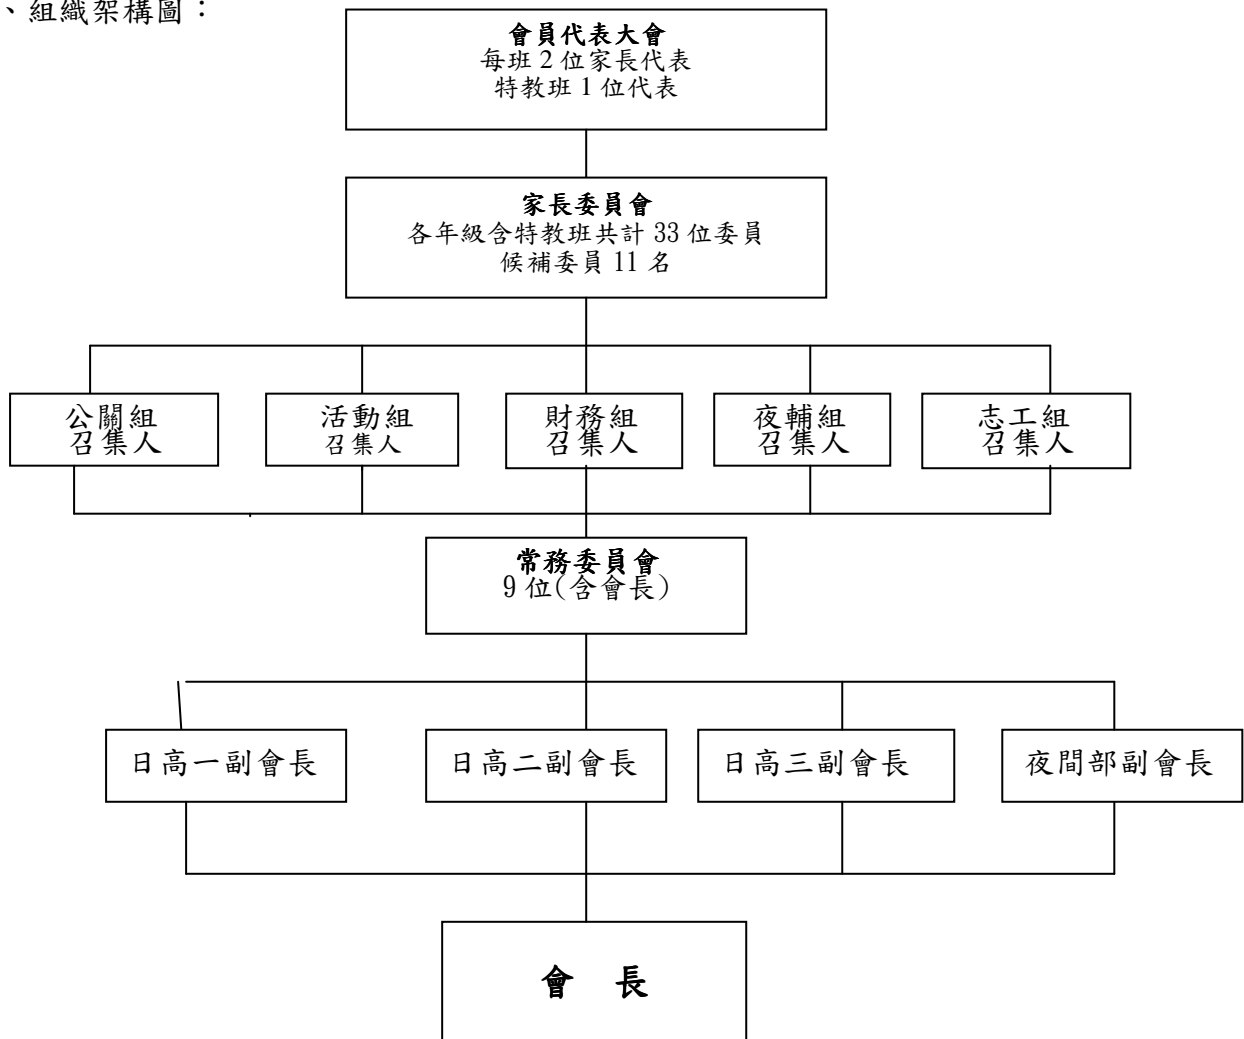 、組織架構圖：
會員代表大會
每班 2 位家長代表
特教班 1 位代表
家長委員會
各年級含特教班共計 33 位委員
候補委員 11 名
公關組
召集人
活動組
召集人
財務組
召集人
夜輔組
召集人
志工組
召集人
常務委員會
9 位(含會長)
日高一副會長
日高二副會長
日高三副會長
夜間部副會長
會 長